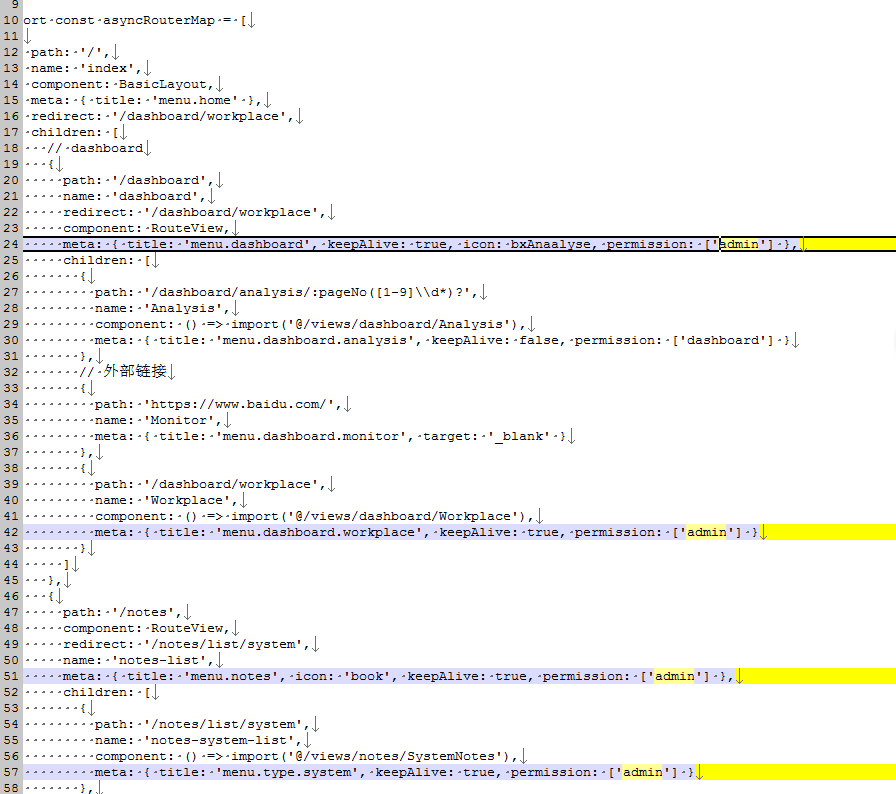 9
10 ort const asyncRouterMap = [
11
12 path: '/',
13 name: 'index',
14 component: BasicLayout,
15 meta: { title: 'menu.home' },
16 redirect: '/dashboard/workplace',
17 children: [
18 // dashboard
19 {
20 path: '/dashboard',
21 name: 'dashboard',
22 redirect: '/dashboard/workplace',
23 component: RouteView,
24 meta: { title: 'menu.dashboard', keepAlive: true, icon: bxAnaalyse, permission: ['admin'] },
25 children: [
26 {
27 path: '/dashboard/analysis/:pageNo([1-9]\\d*)?',
28 name: 'Analysis',
29 component: () => import('@/views/dashboard/Analysis'),
30 meta: { title: 'menu.dashboard.analysis', keepAlive: false, permission: ['dashboard'] }
31 },
32 // 外部链接
33 {
34 path: 'https://www.baidu.com/',
35 name: 'Monitor',
36 meta: { title: 'menu.dashboard.monitor', target: '_blank' }
37 },
38 {
39 path: '/dashboard/workplace',
40 name: 'Workplace',
41 component: () => import('@/views/dashboard/Workplace'),
42 meta: { title: 'menu.dashboard.workplace', keepAlive: true, permission: ['admin'] }
43 }
44 ]
45 },
46 {
47 path: '/notes',
48 component: RouteView,
49 redirect: '/notes/list/system',
50 name: 'notes-list',
51 meta: { title: 'menu.notes', icon: 'book', keepAlive: true, permission: ['admin'] },
52 children: [
53 {
54 path: '/notes/list/system',
55 name: 'notes-system-list',
56 component: () => import('@/views/notes/SystemNotes'),
57 meta: { title: 'menu.type.system', keepAlive: true, permission: ['admin'] }
58 },